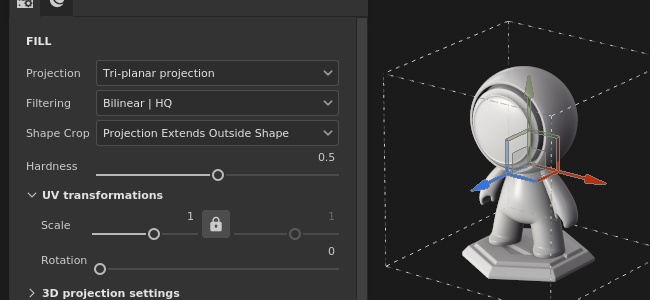 FILL
Projection Tri-planar projection
Filtering Bilinear | HQ
Shape Crop Projection Extends Outside Shape
Hardness 0.5
UV transformations
Scale 1 1
Rotation 0
3D projection settings